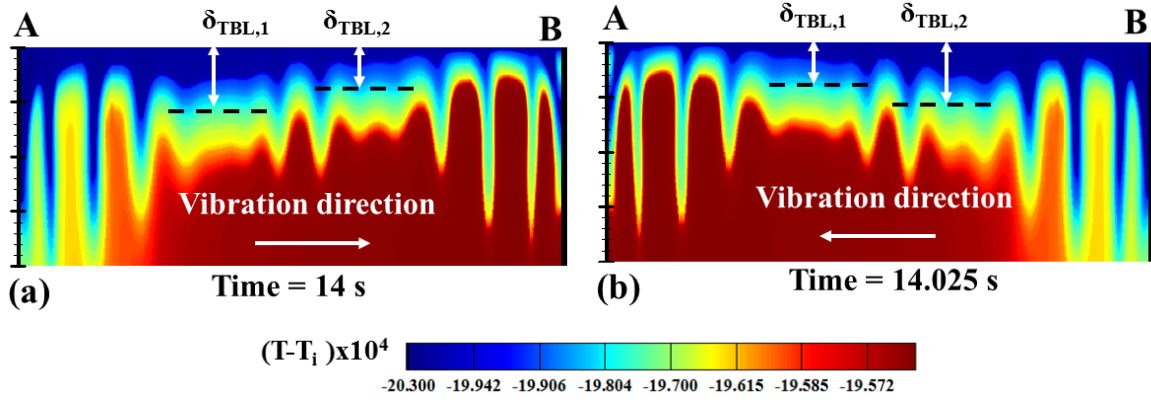 A δTBL,1 δTBL,2 B
Vibration direction
(a) Time = 14 s
A δTBL,1 δTBL,2 B
Vibration direction
(b) Time = 14.025 s
(T-Ti )x10⁴
-20.300 -19.942 -19.906 -19.804 -19.700 -19.615 -19.585 -19.572